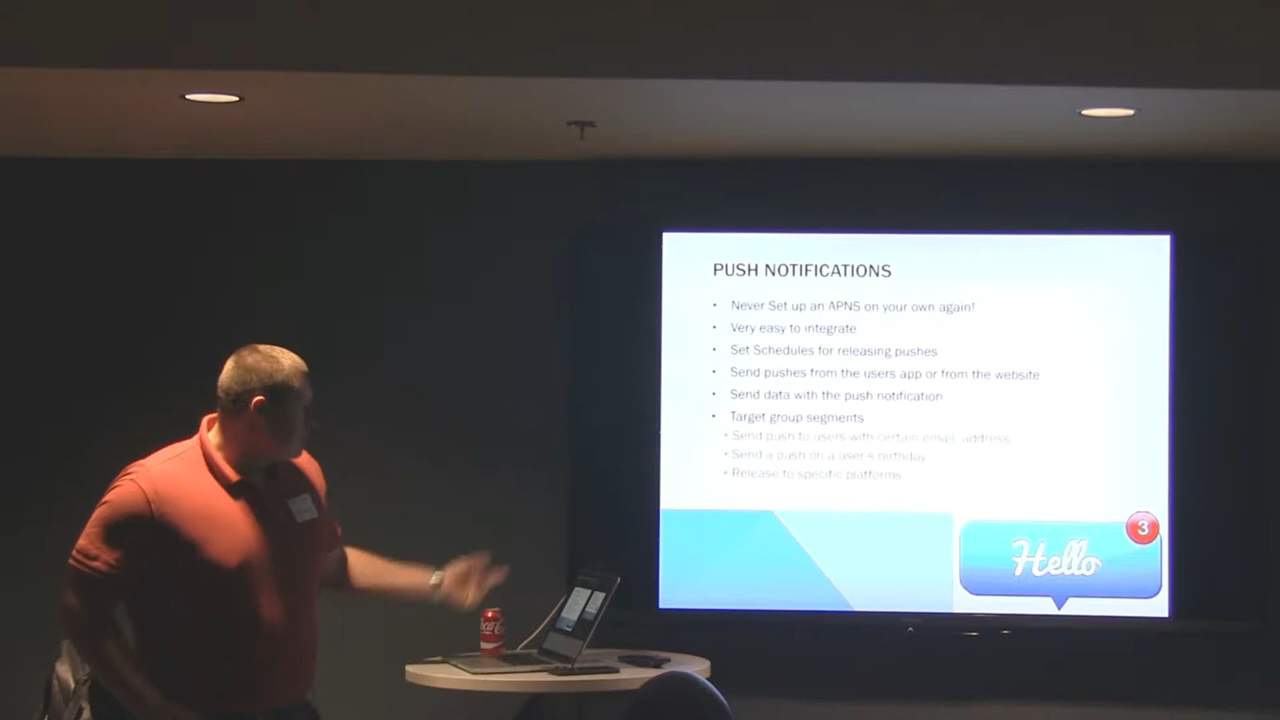 PUSH NOTIFICATIONS
• Never Set up an APNS on your own again!
• Very easy to integrate
• Set Schedules for releasing pushes
• Send pushes from the users app or from the website
• Send data with the push notification
• Target group segments
• Send push to users with certain email address
• Send a push on a user's birthday
• Release to specific platforms
3
Hello